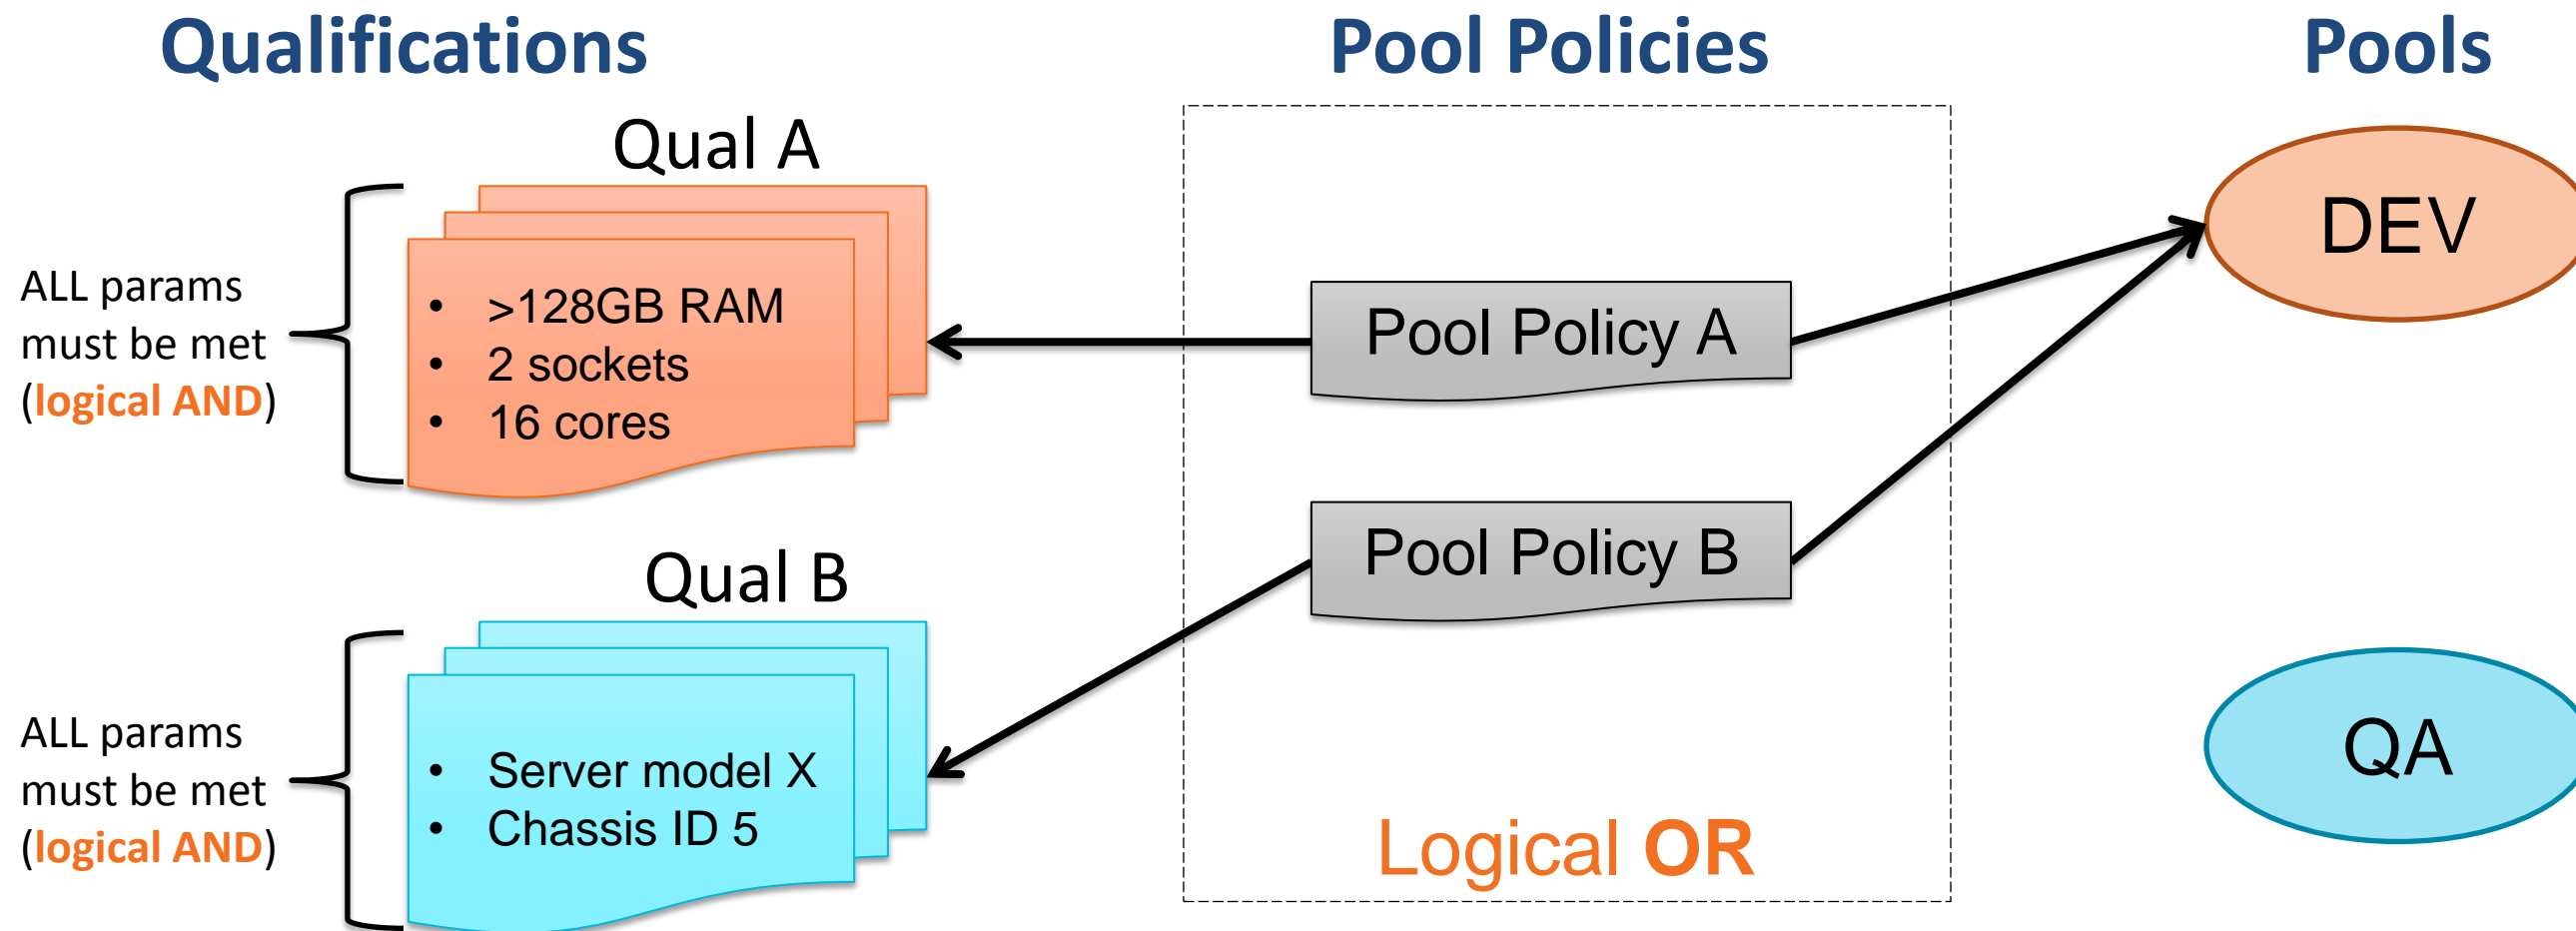 Qualifications
Pool Policies
Pools
Qual A
ALL params
must be met
(logical AND)
• >128GB RAM
• 2 sockets
• 16 cores
Pool Policy A
DEV
Qual B
ALL params
must be met
(logical AND)
• Server model X
• Chassis ID 5
Pool Policy B
Logical OR
QA